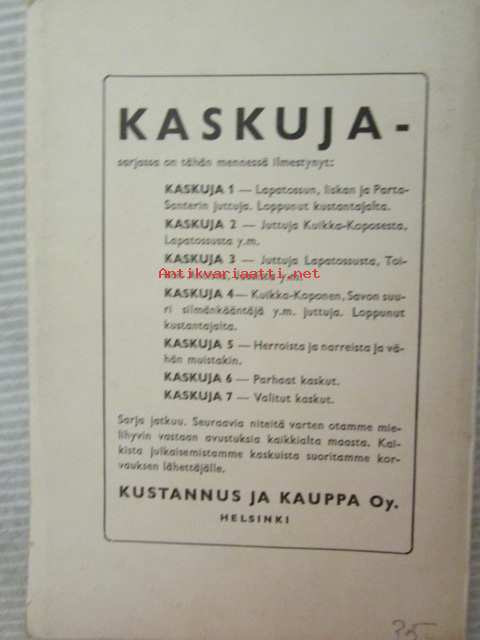 KASKUJA-
sarjassa on tähän mennessä ilmestynyt:
KASKUJA 1 — Lapatossun, Iiskan ja Parta-
Santerin juttuja. Loppunut kustantajalta.
KASKUJA 2 — Juttuja Kuikka-Koposesta,
Lapatossusta y.m.
KASKUJA 3 — Juttuja Lapatossusta, Toi-
Antikvariaatti.net
y.m.
KASKUJA 4— Kuikka-Koponen, Savon suu-
ri silmänkääntäjä y.m. juttuja. Loppunut
kustantajalta.
KASKUJA 5 — Herroista ja narreista ja vä-
hän muistakin.
KASKUJA 6 — Parhaat kaskut.
KASKUJA 7 — Valitut kaskut.
Sarja jatkuu. Seuraavia niteitä varten otamme mie-
lihyvin vastaan avustuksia kaikkialta maasta. Kai-
kista julkaisemistamme kaskuista suoritamme kor-
vauksen lähettäjälle.
KUSTANNUS JA KAUPPA Oy.
HELSINKI
35